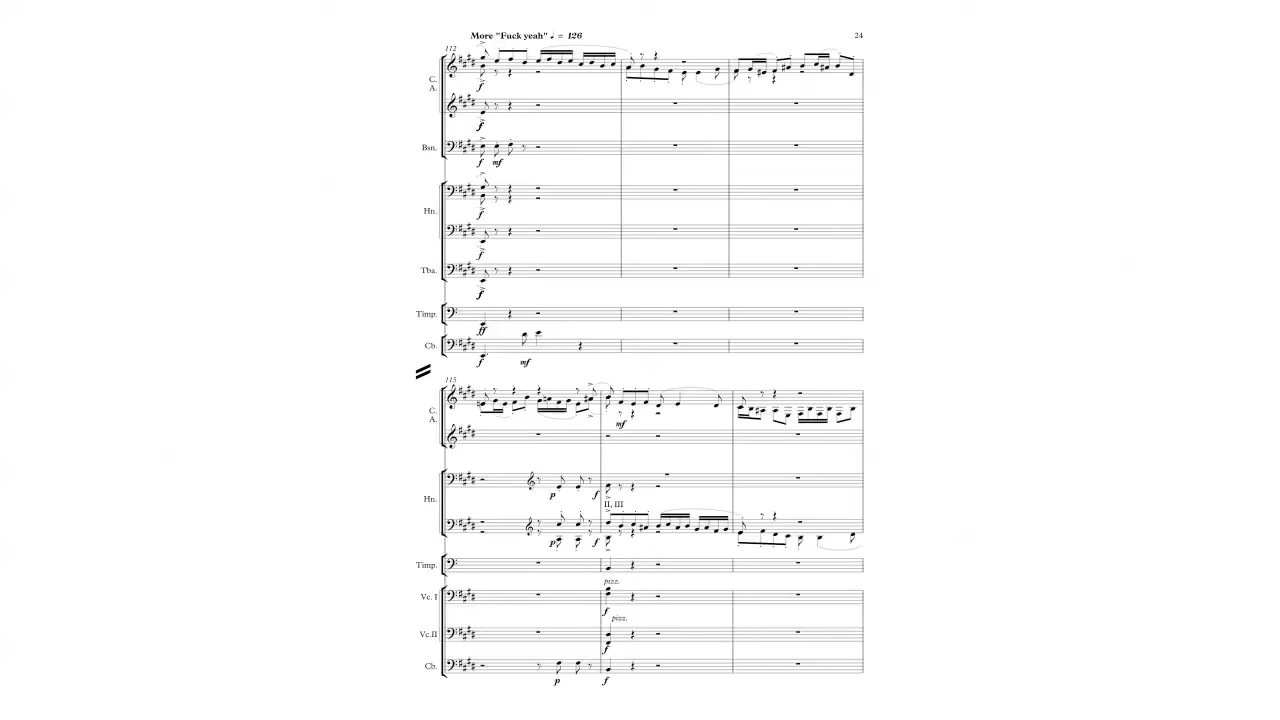 More "Fuck yeah" ♩ = 126
24
112
C.
A.
f
f
Bsn.
f mf
Hn.
f
f
Tba.
f
Timp.
ff
Cb.
f mf
115
C.
A.
mf
Hn.
p f
II, III
p f
Timp.
pizz.
Vc. I
f
pizz.
Vc.II
f
Cb.
p f